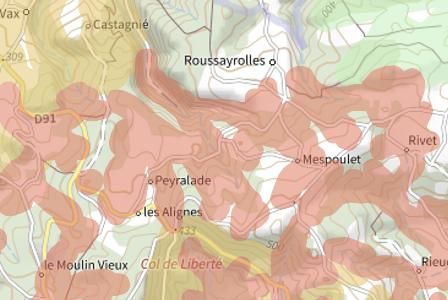 Vax
Castagnié
309
400
Roussayrolles
D91
Rivet
Mespoulet
Peyralade
les Alignes
433
500
Col de Liberté
le Moulin Vieux
Rieu